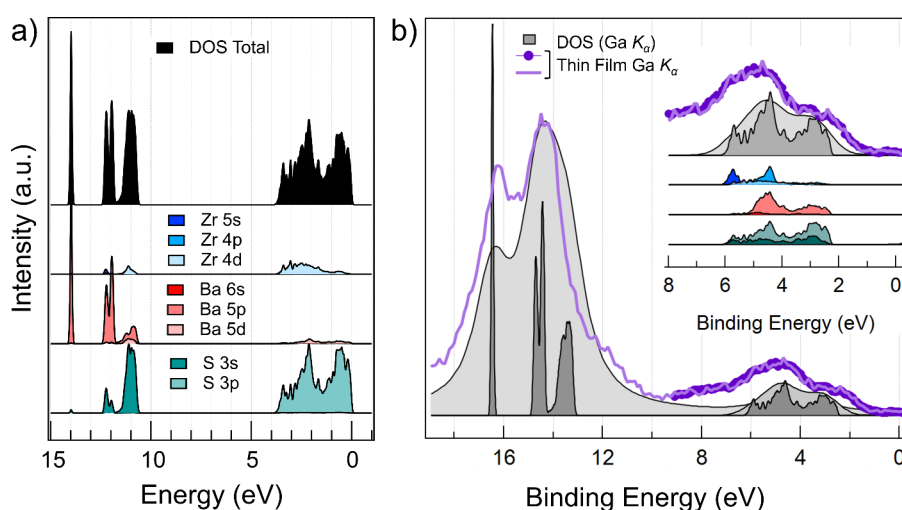 a)
DOS Total
Intensity (a.u.)
Zr 5s
Zr 4p
Zr 4d
Ba 6s
Ba 5p
Ba 5d
S 3s
S 3p
15 10 5 0
Energy (eV)
b)
DOS (Ga Kα)
Thin Film Ga Kα
8 6 4 2 0
Binding Energy (eV)
16 12 8 4 0
Binding Energy (eV)